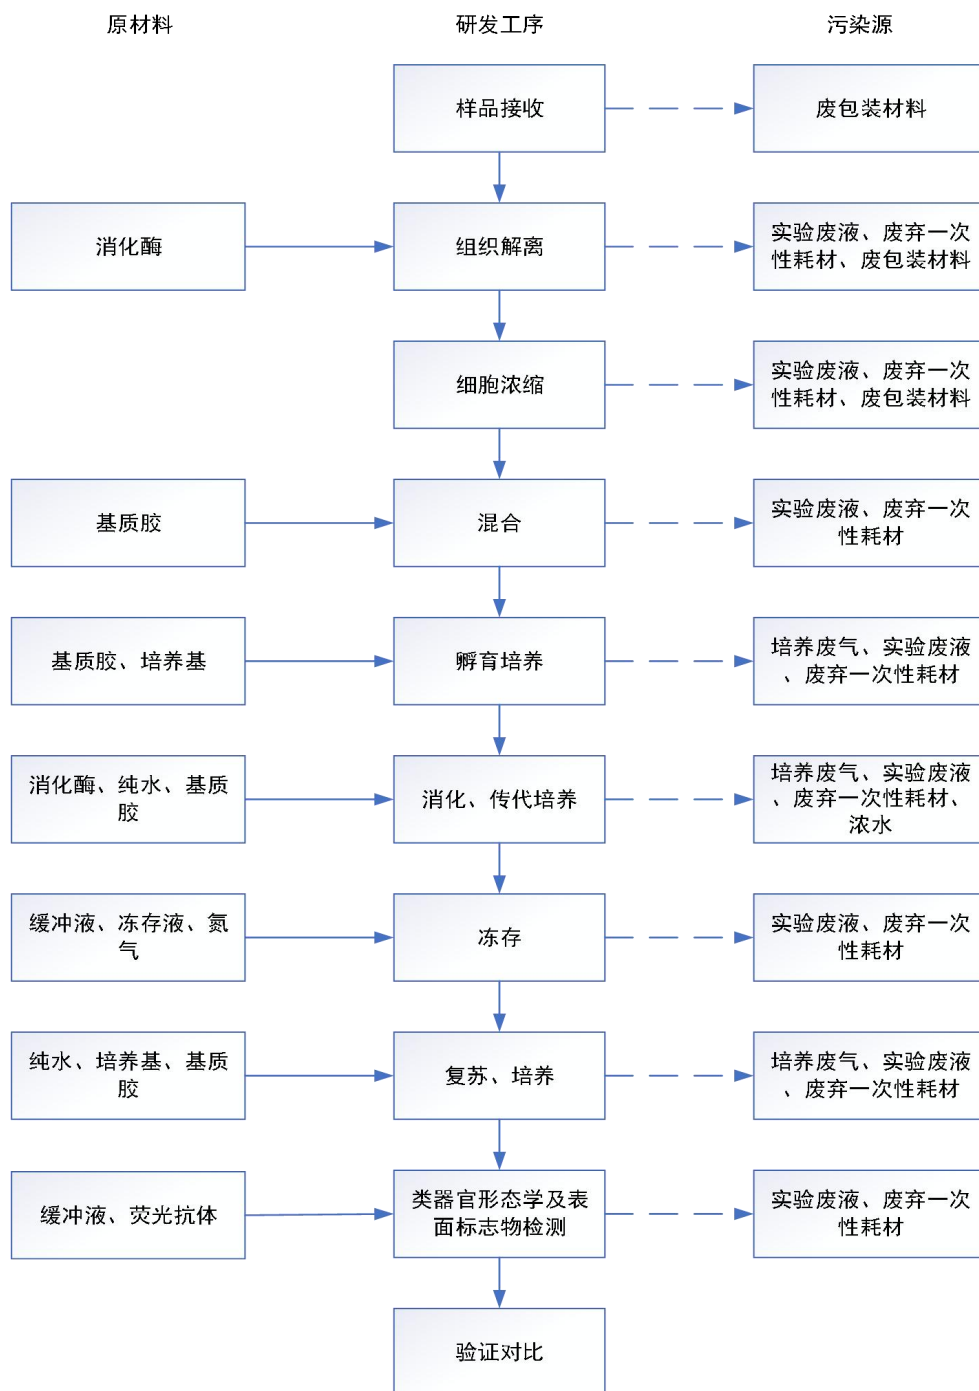 原材料
研发工序
污染源
样品接收
废包装材料
消化酶
组织解离
实验废液、废弃一次
性耗材、废包装材料
细胞浓缩
实验废液、废弃一次
性耗材、废包装材料
基质胶
混合
实验废液、废弃一次
性耗材
基质胶、培养基
孵育培养
培养废气、实验废液
、废弃一次性耗材
消化酶、纯水、基质
胶
消化、传代培养
培养废气、实验废液
、废弃一次性耗材、
浓水
缓冲液、冻存液、氮
气
冻存
实验废液、废弃一次
性耗材
纯水、培养基、基质
胶
复苏、培养
培养废气、实验废液
、废弃一次性耗材
缓冲液、荧光抗体
类器官形态学及表
面标志物检测
实验废液、废弃一次
性耗材
验证对比